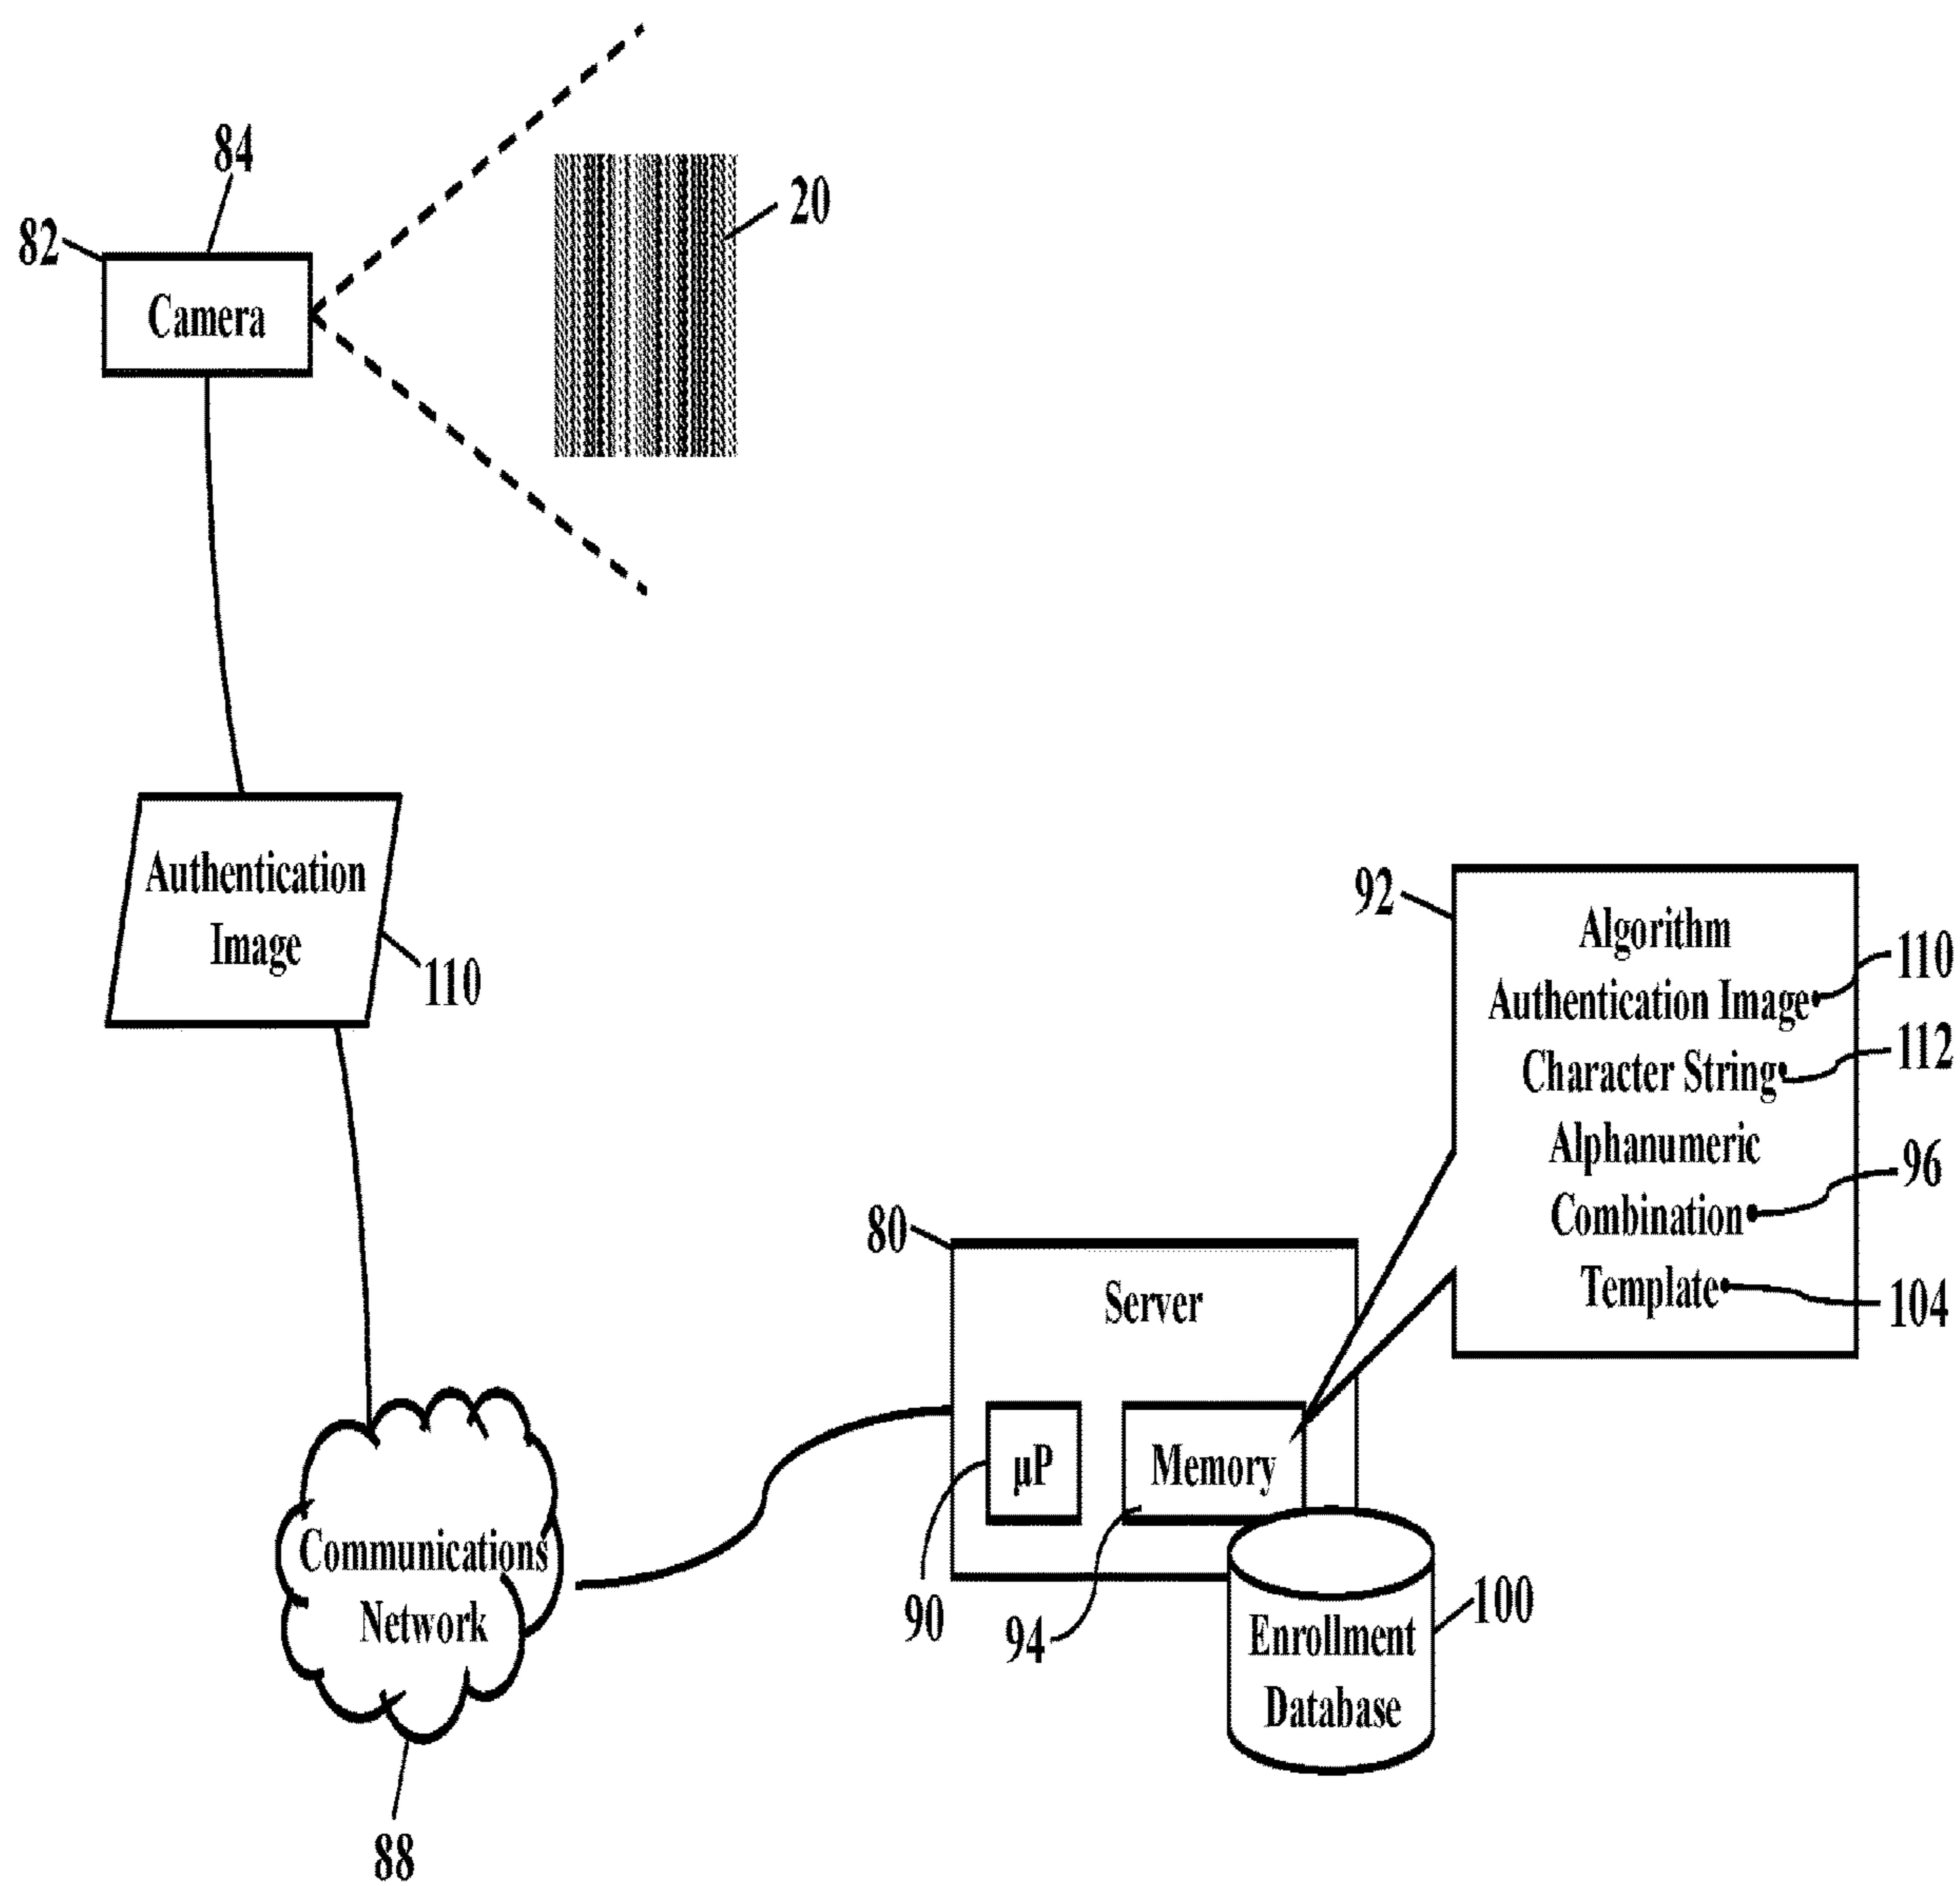 84
82
20
Camera
Authentication
Image
110
92
Algorithm
110
Authentication Image
112
Character String
Alphanumeric
96
Combination
Template
104
80
Server
µP
Memory
90
94
100
Enrollment
Database
Communications
Network
88